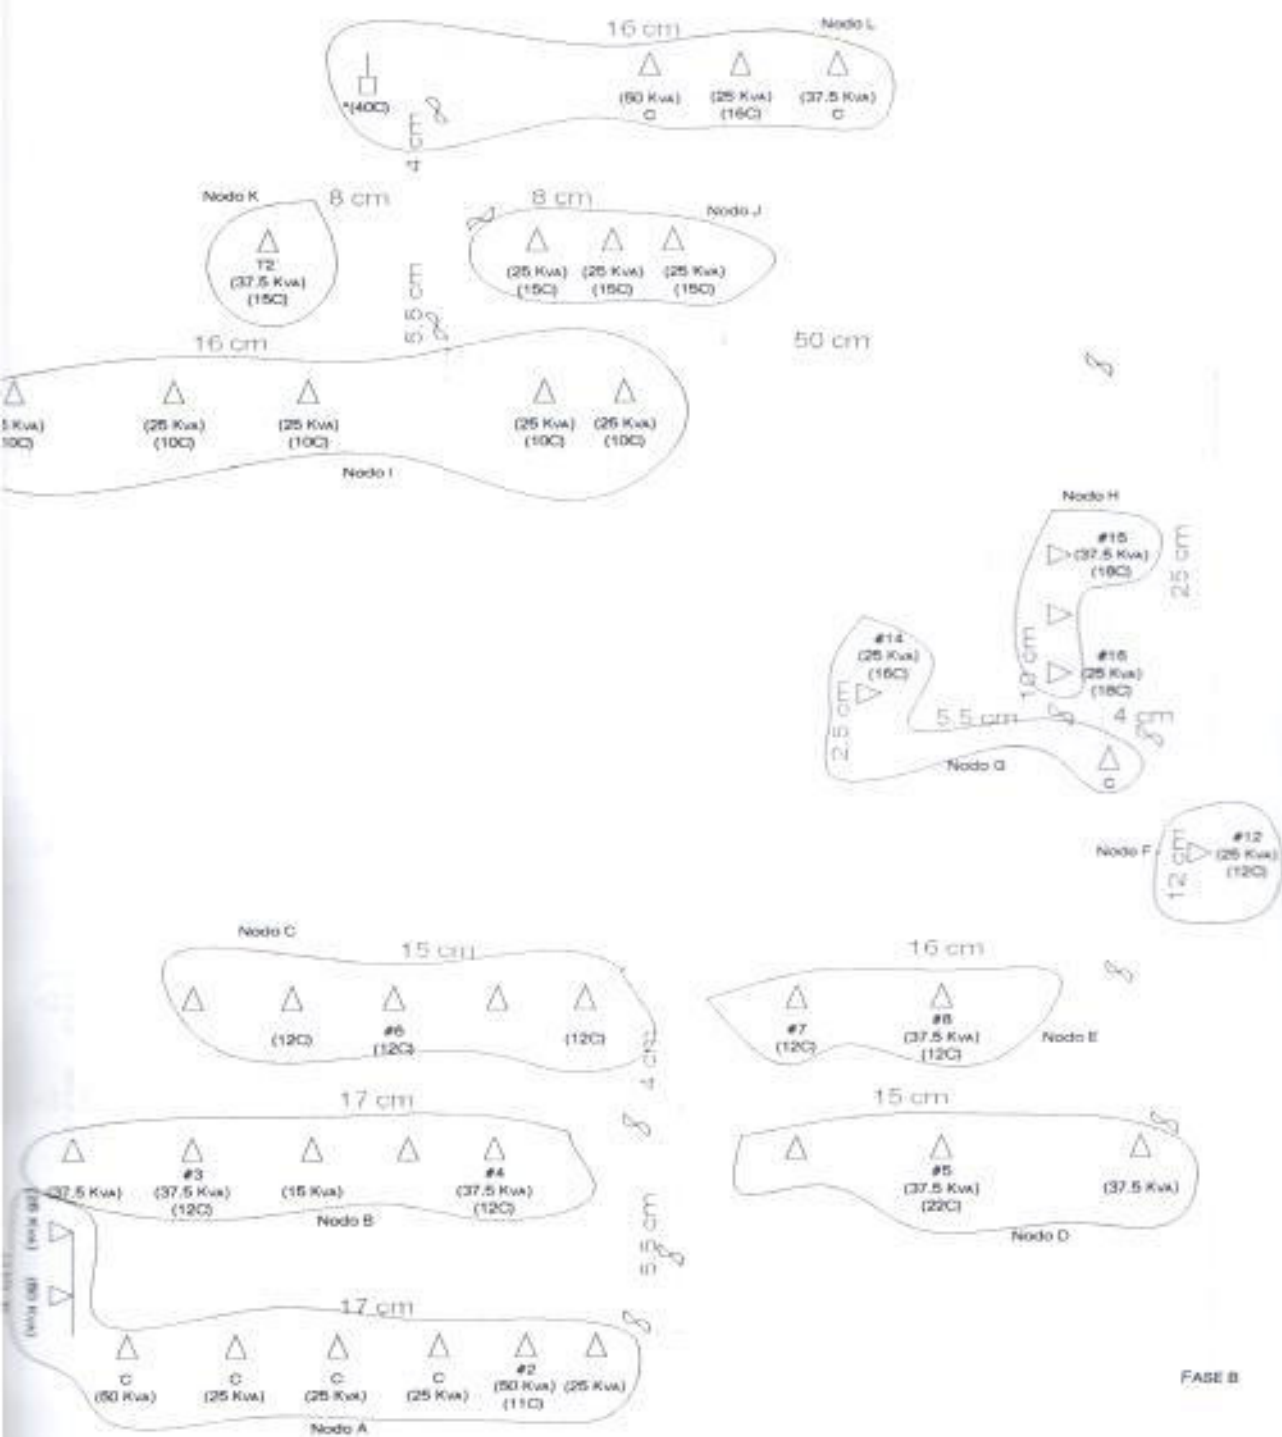 16 cm
Nodo L
(50 KVA)
C
(25 KVA)
(16C)
(37.5 KVA)
C
*(40C)
4 cm
Nodo K
8 cm
T2
(37.5 KVA)
(15C)
8 cm
Nodo J
(25 KVA)
(15C)
(25 KVA)
(15C)
(25 KVA)
(15C)
5.5 cm
16 cm
50 cm
5 KVA)
10C)
(25 KVA)
(10C)
(25 KVA)
(10C)
(25 KVA)
(10C)
(25 KVA)
(10C)
Nodo I
Nodo H
#15
(37.5 KVA)
(18C)
25 cm
10 cm
#16
(25 KVA)
(18C)
#14
(25 KVA)
(16C)
2.5 cm
5.5 cm
4 cm
Nodo G
C
Nodo F
12 cm
#12
(25 KVA)
(12C)
Nodo C
15 cm
(12C)
#6
(12C)
(12C)
4 cm
16 cm
#7
(12C)
#8
(37.5 KVA)
(12C)
Nodo E
17 cm
(37.5 KVA)
#3
(37.5 KVA)
(12C)
(15 KVA)
#4
(37.5 KVA)
(12C)
Nodo B
15 cm
#5
(37.5 KVA)
(22C)
(37.5 KVA)
Nodo D
5.5 cm
(50 KVA)
17 cm
C
(50 KVA)
C
(25 KVA)
C
(25 KVA)
C
(25 KVA)
#2
(50 KVA)
(11C)
(25 KVA)
Nodo A
FASE B